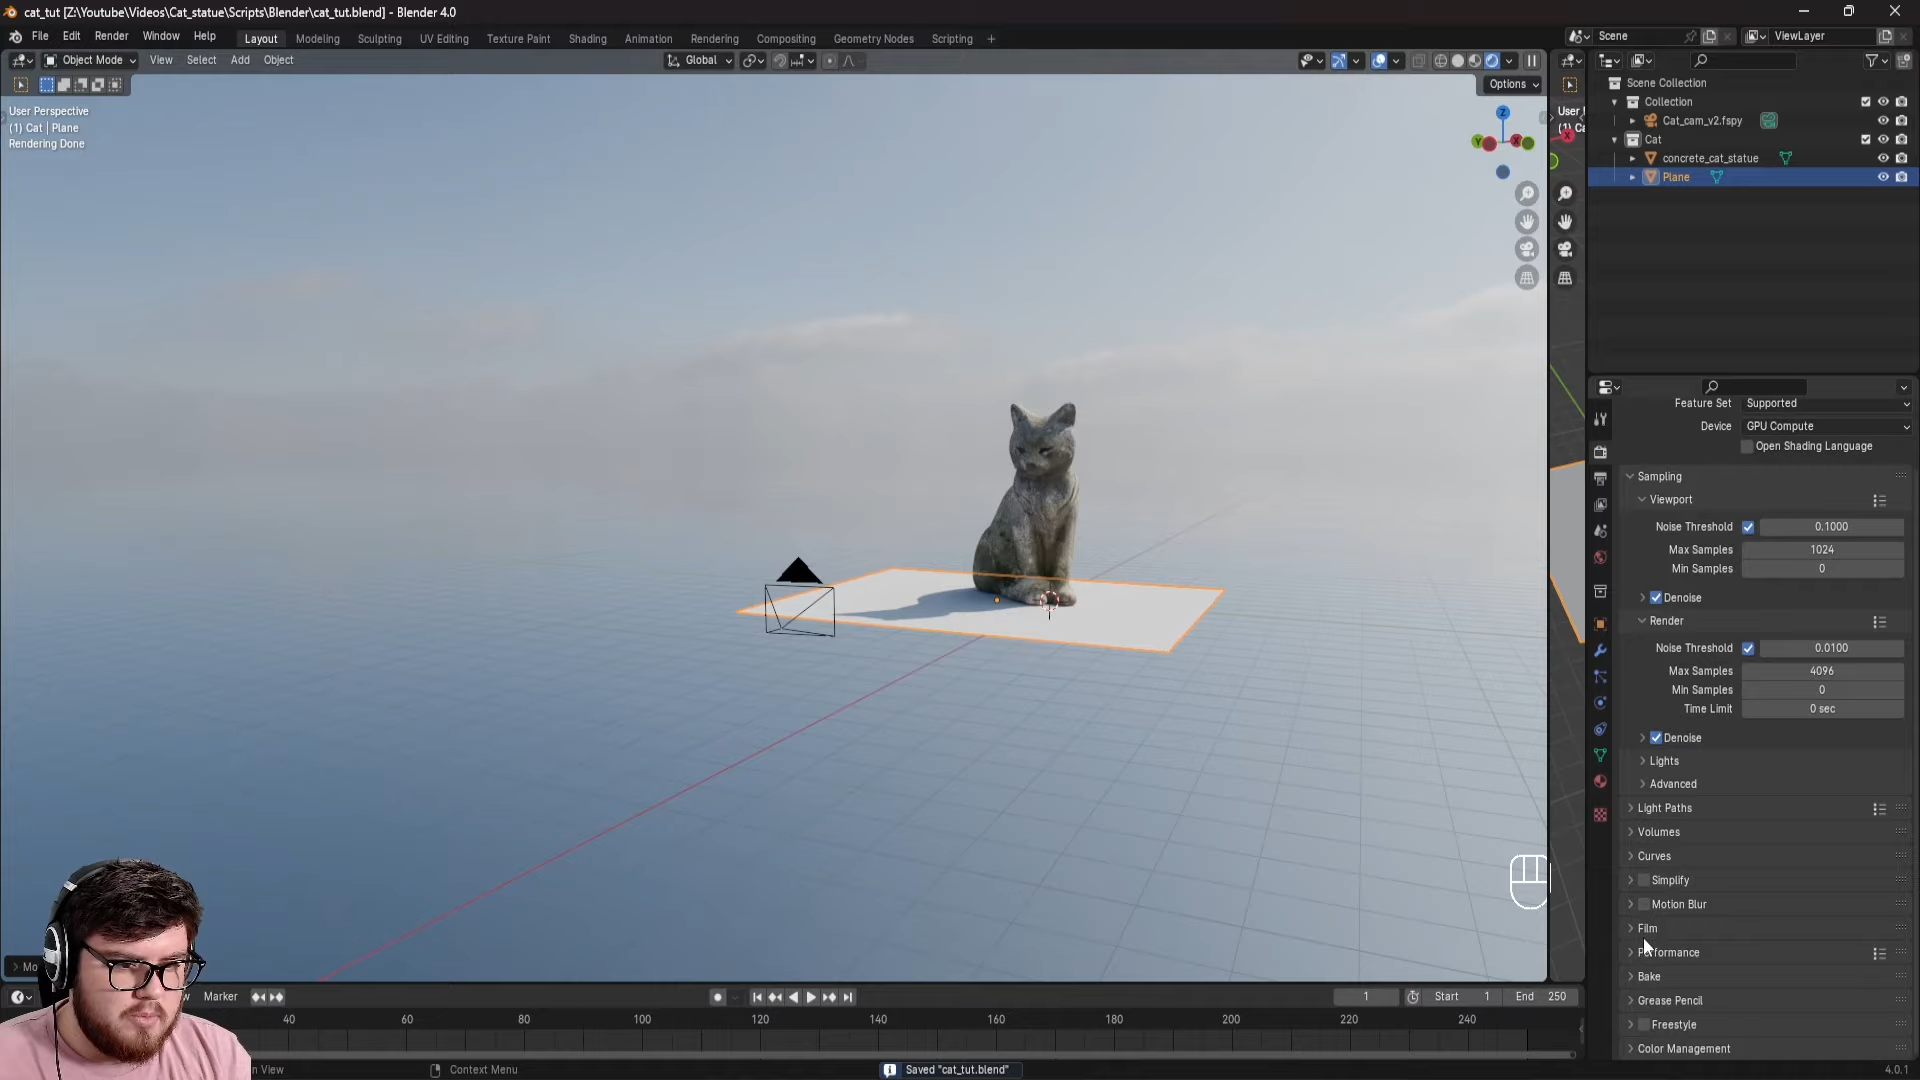 cat_tut [Z:\Youtube\Videos\Cat_statue\Scripts\Blender\cat_tut.blend] - Blender 4.0
File Edit Render Window Help Layout Modeling Sculpting UV Editing Texture Paint Shading Animation Rendering Compositing Geometry Nodes Scripting + Scene ViewLayer
Object Mode View Select Add Object Global
Options
User Perspective
(1) Cat | Plane
Rendering Done
Z
Y
X
Scene Collection
Collection
Cat_cam_v2.fspy
Cat
concrete_cat_statue
Plane
Feature Set Supported
Device GPU Compute
Open Shading Language
Sampling
Viewport
Noise Threshold 0.1000
Max Samples 1024
Min Samples 0
Denoise
Render
Noise Threshold 0.0100
Max Samples 4096
Min Samples 0
Time Limit 0 sec
Denoise
Lights
Advanced
Light Paths
Volumes
Curves
Simplify
Motion Blur
Film
Performance
Bake
Grease Pencil
Freestyle
Color Management
Marker 1 Start 1 End 250
40 60 80 100 120 140 160 180 200 220 240
Context Menu Saved "cat_tut.blend" 4.0.1